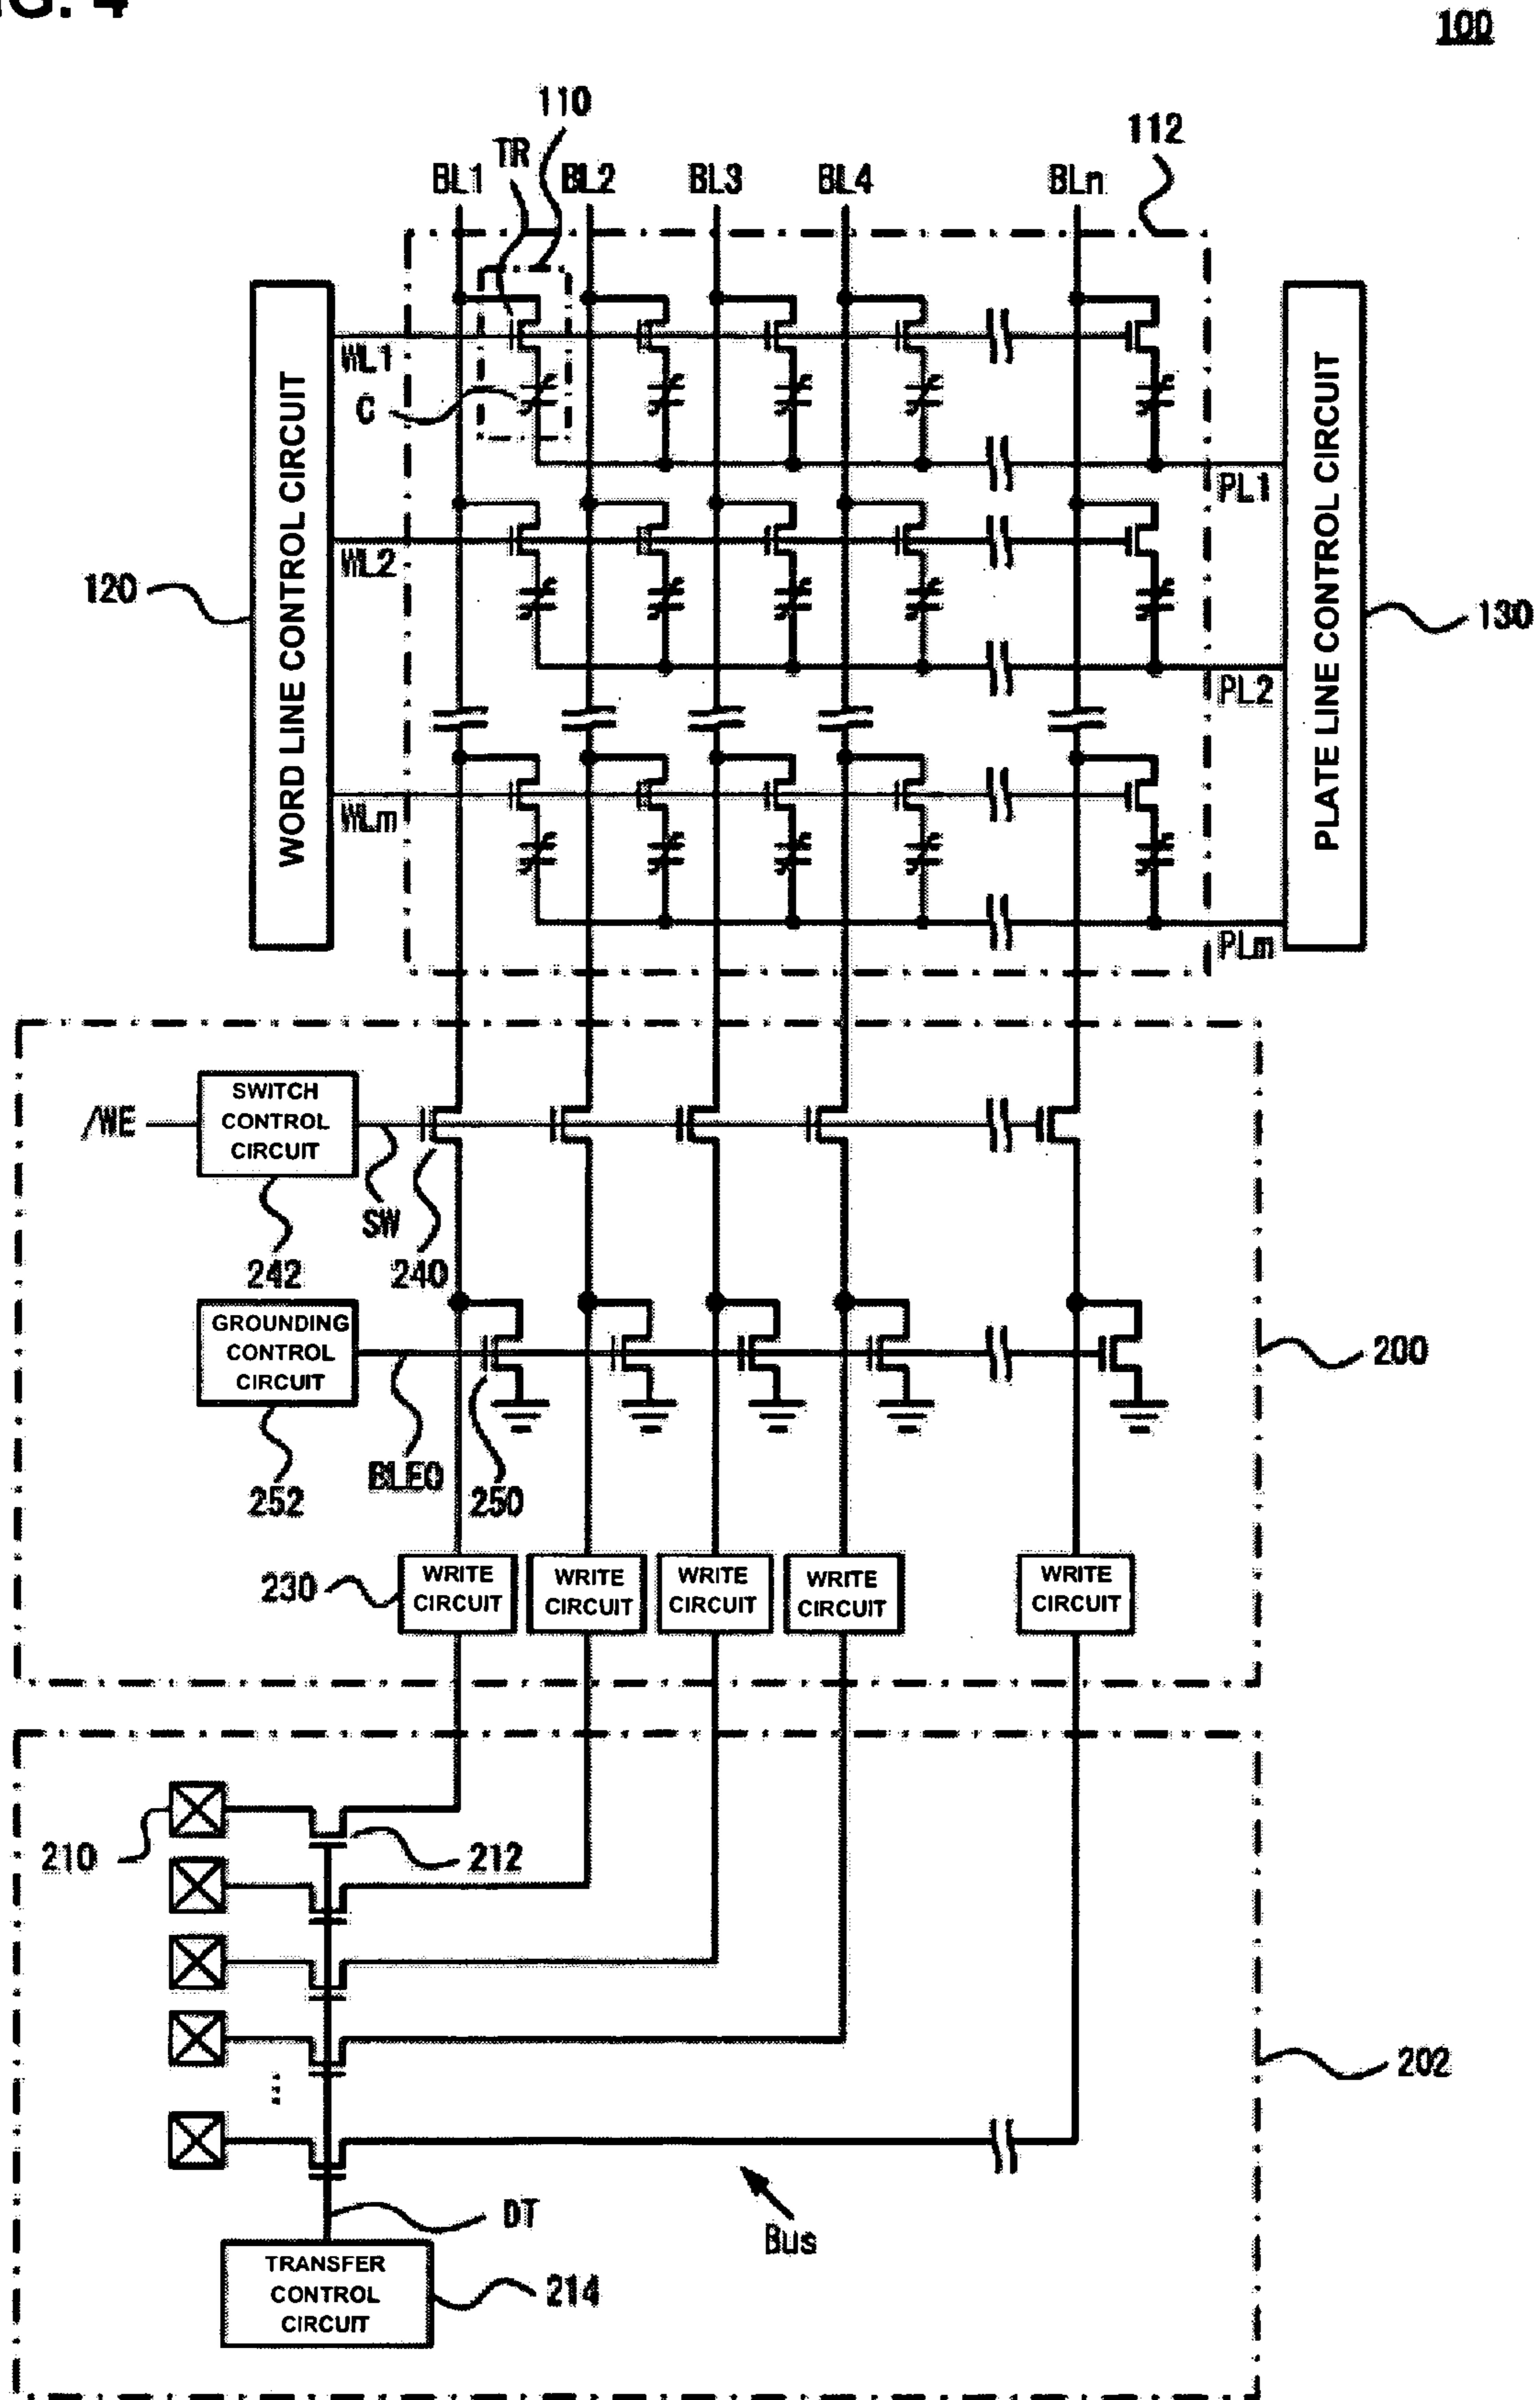 FIG. 4
100
110
TR
112
BL1
BL2
BL3
BL4
BLn
WORD LINE CONTROL CIRCUIT
WL1
C
PL1
WL2
120
PLATE LINE CONTROL CIRCUIT
130
PL2
WLm
PLm
/WE
SWITCH
CONTROL
CIRCUIT
SW
242
240
GROUNDING
CONTROL
CIRCUIT
200
BLEQ
252
250
230
WRITE
CIRCUIT
WRITE
CIRCUIT
WRITE
CIRCUIT
WRITE
CIRCUIT
WRITE
CIRCUIT
210
212
202
...
DT
Bus
TRANSFER
CONTROL
CIRCUIT
214